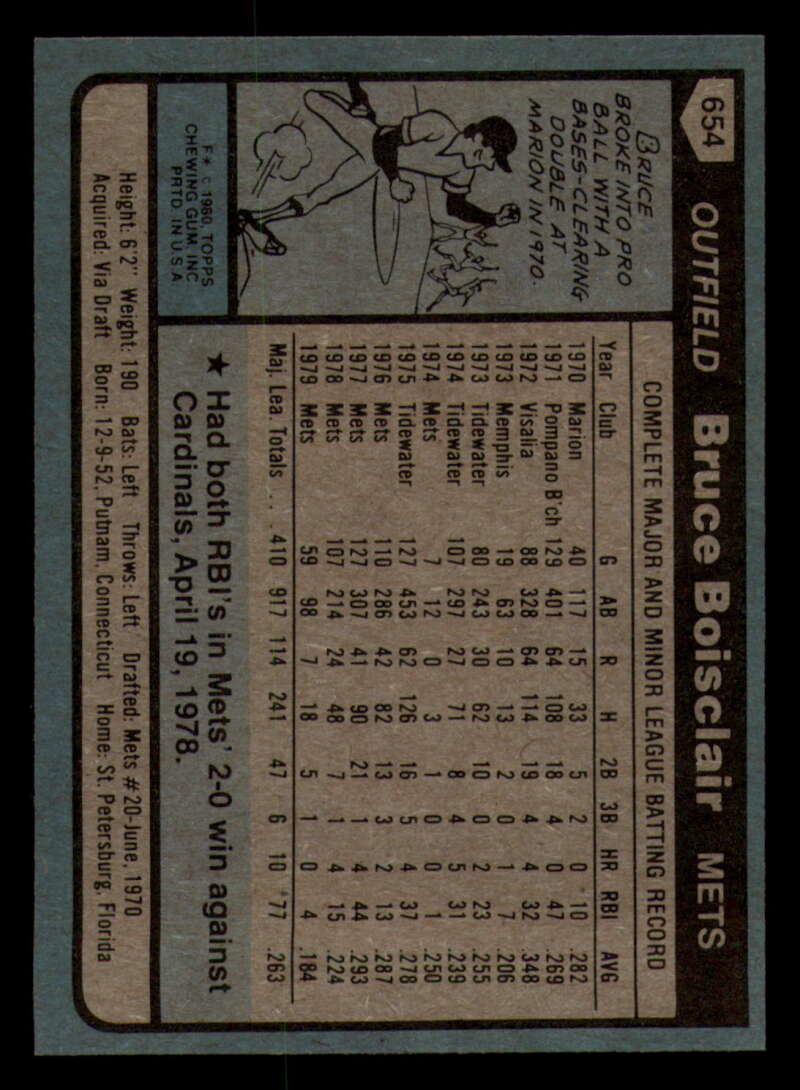 654 OUTFIELD Bruce Boisclair METS
BRUCE
BROKE INTO PRO
BALL WITH A
BASES-CLEARING
DOUBLE AT
MARION IN 1970.
F* © 1980 TOPPS
CHEWING GUM, INC.
PRTD. IN U.S.A.
COMPLETE MAJOR AND MINOR LEAGUE BATTING RECORD
Year Club G AB R H 2B 3B HR RBI AVG
1970 Marion 40 117 15 33 5 2 0 10 .282
1971 Pompano B'ch 129 401 64 108 18 4 0 47 .269
1972 Visalia 88 328 64 114 19 4 4 32 .348
1973 Memphis 19 63 10 13 2 0 1 7 .206
1973 Tidewater 80 243 30 62 10 0 2 23 .255
1974 Tidewater 107 297 27 71 8 4 5 31 .239
1974 Mets 7 12 0 3 1 0 0 1 .250
1975 Tidewater 127 453 62 126 16 5 4 37 .278
1976 Mets 110 286 42 82 13 3 2 13 .287
1977 Mets 127 307 41 90 21 1 4 44 .293
1978 Mets 107 214 24 48 7 1 4 15 .224
1979 Mets 59 98 7 18 5 1 0 4 .184
Maj. Lea. Totals . . . 410 917 114 241 47 6 10 77 .263
★ Had both RBI's in Mets' 2-0 win against
Cardinals, April 19, 1978.
Height: 6'2" Weight: 190 Bats: Left Throws: Left Drafted: Mets #20-June, 1970
Acquired: Via Draft Born: 12-9-52, Putnam, Connecticut Home: St. Petersburg, Florida